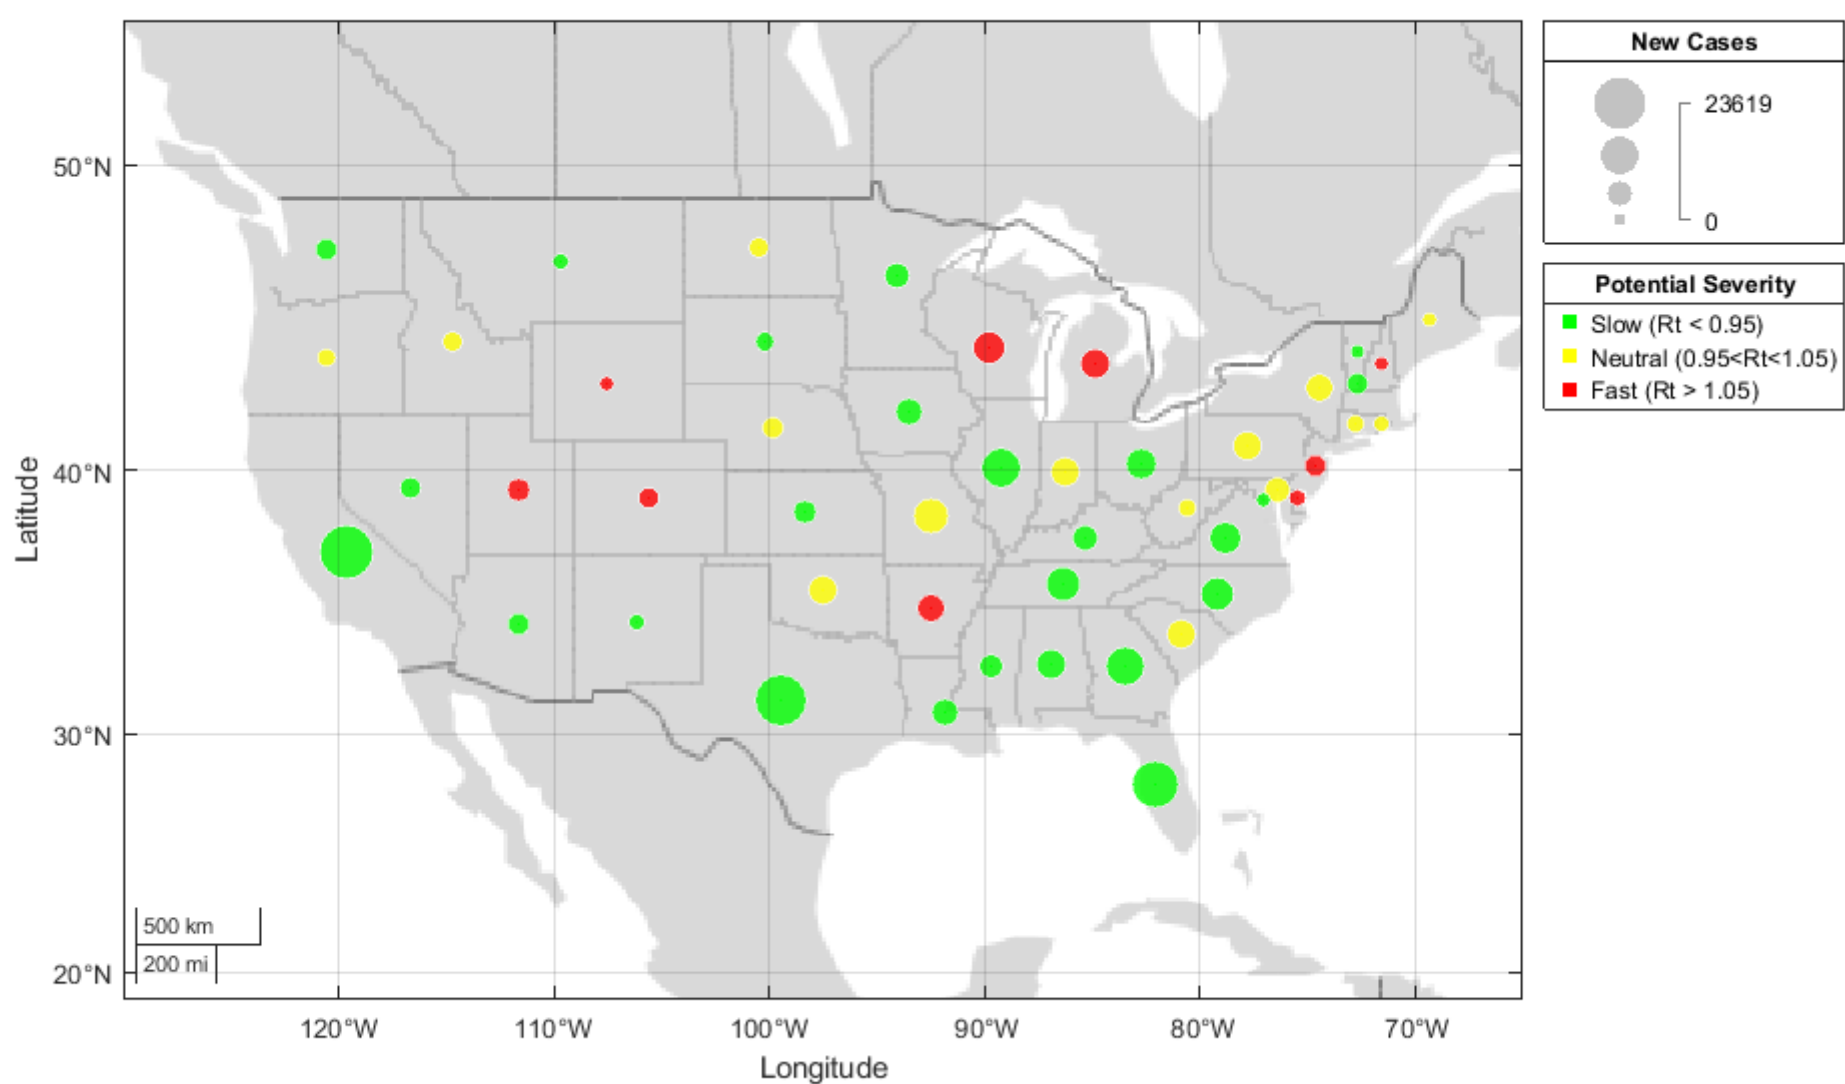 New Cases
23619
0
Potential Severity
Slow (Rt < 0.95)
Neutral (0.95<Rt<1.05)
Fast (Rt > 1.05)
50°N
40°N
30°N
20°N
Latitude
500 km
200 mi
120°W 110°W 100°W 90°W 80°W 70°W
Longitude